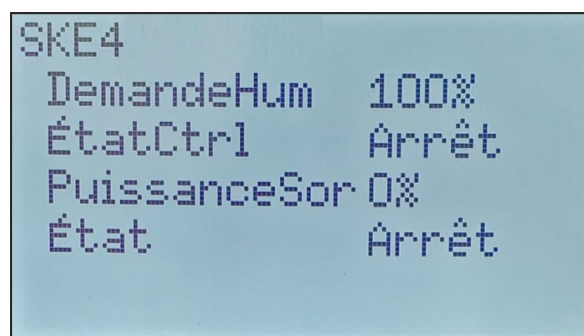 SKE4
DemandeHum 100%
ÉtatCtrl Arrêt
PuissanceSor 0%
État Arrêt